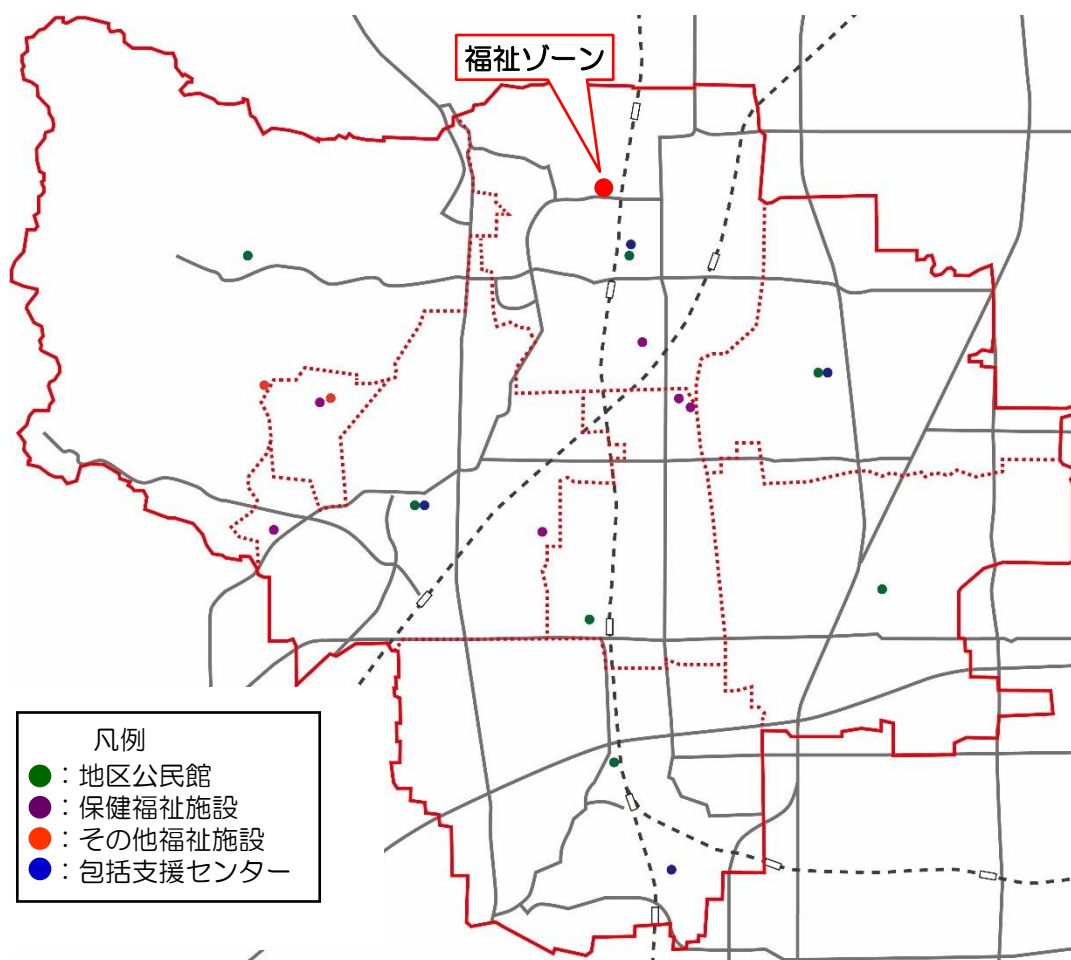 福祉ゾーン
凡例
：地区公民館
：保健福祉施設
：その他福祉施設
：包括支援センター